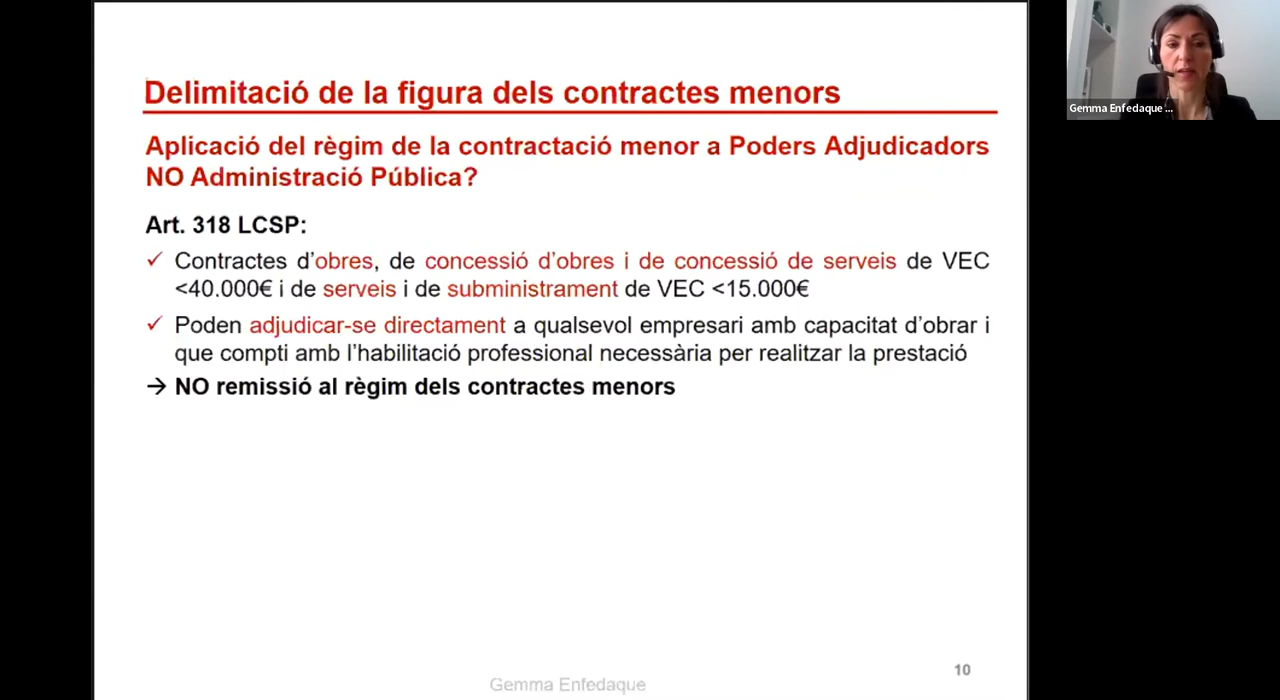 Delimitació de la figura dels contractes menors
Aplicació del règim de la contractació menor a Poders Adjudicadors
NO Administració Pública?
Art. 318 LCSP:
✓ Contractes d’obres, de concessió d’obres i de concessió de serveis de VEC
<40.000€ i de serveis i de subministrament de VEC <15.000€
✓ Poden adjudicar-se directament a qualsevol empresari amb capacitat d’obrar i
que compti amb l’habilitació professional necessària per realitzar la prestació
→ NO remissió al règim dels contractes menors
10
Gemma Enfedaque
Gemma Enfedaque ...